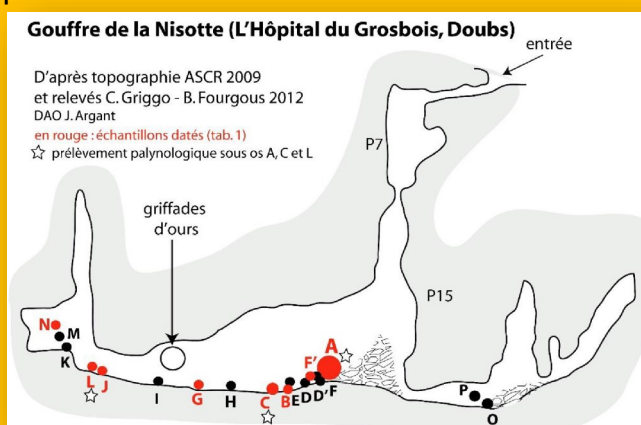 Gouffre de la Nisotte (L'Hôpital du Grosbois, Doubs)
entrée
D'après topographie ASCR 2009
et relevés C. Griggo - B. Fourgous 2012
DAO J. Argant
en rouge : échantillons datés (tab. 1)
☆ prélèvement palynologique sous os A, C et L
P7
griffades
d'ours
P15
N
M
K
L
J
I
G
H
C
B
E
D
D'
F
F'
A
P
O